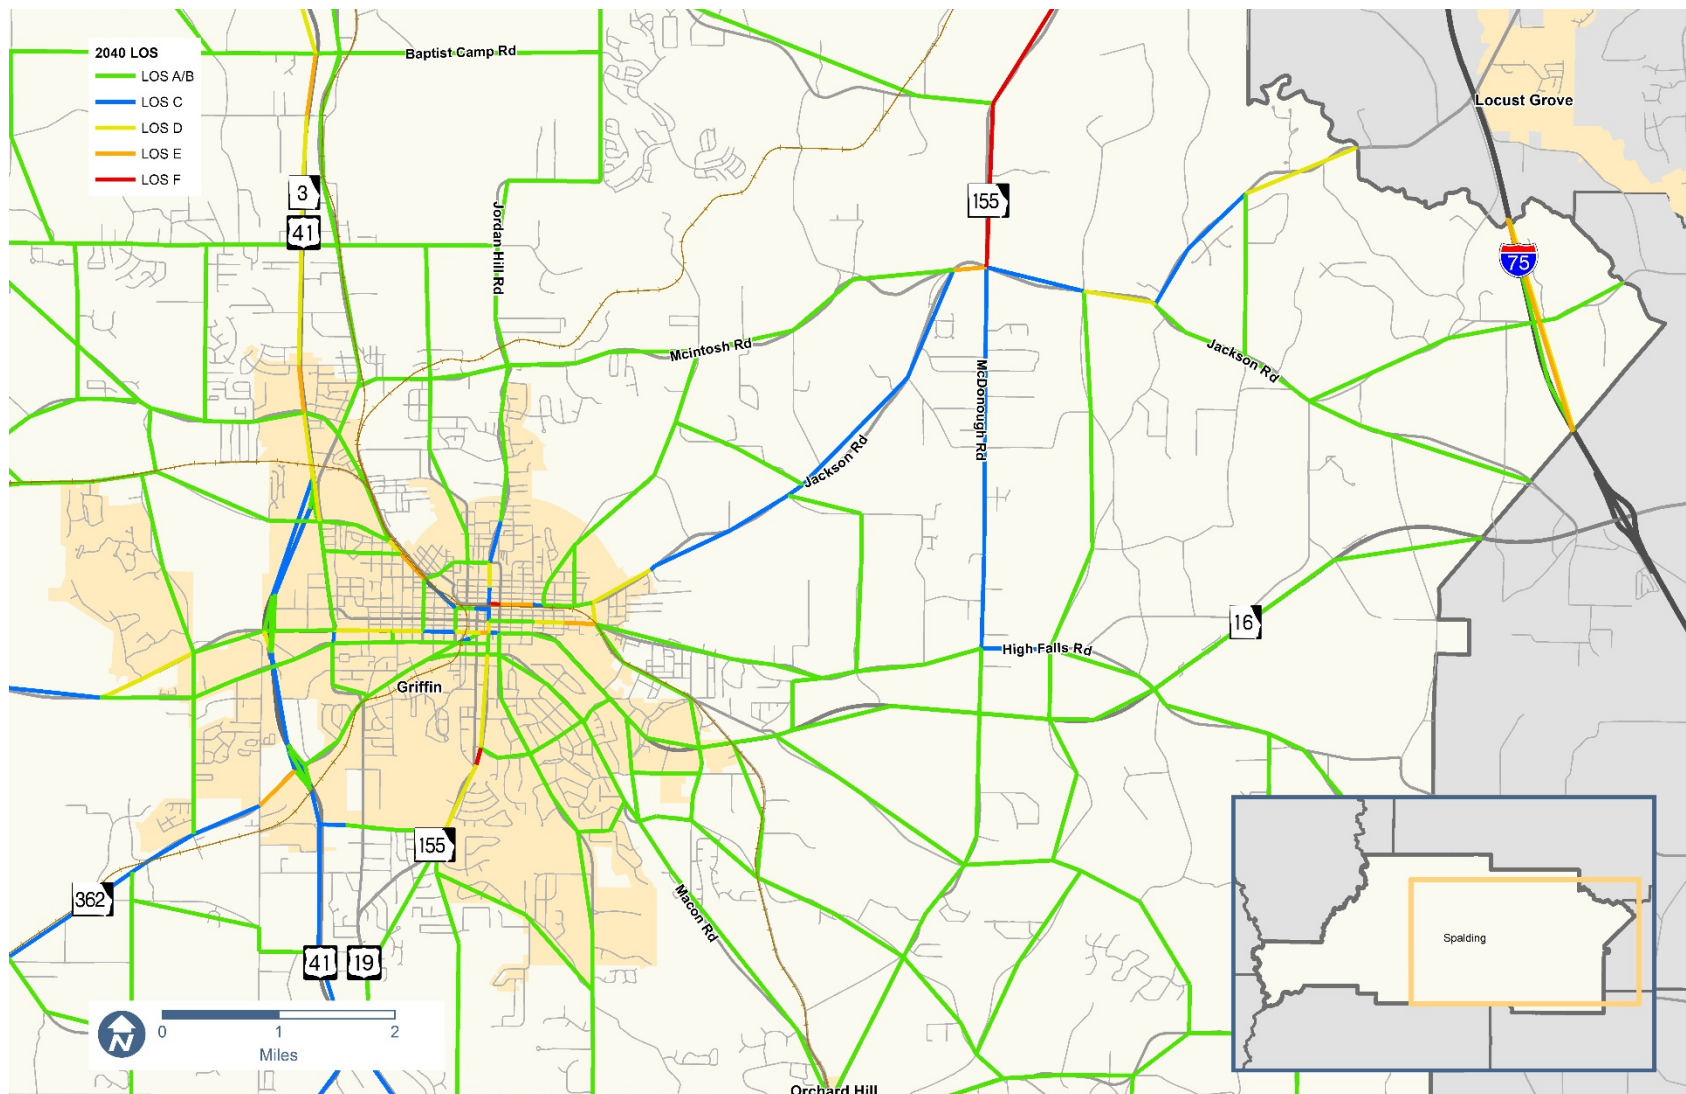 2040 LOS
LOS A/B
LOS C
LOS D
LOS E
LOS F
Baptist Camp Rd
Locust Grove
3
41
155
Jordan Hill Rd
75
Mcintosh Rd
Jackson Rd
McDonough Rd
Jackson Rd
16
High Falls Rd
Griffin
155
362
Macon Rd
41
19
Spalding
N
0
1
2
Miles
Orchard Hill